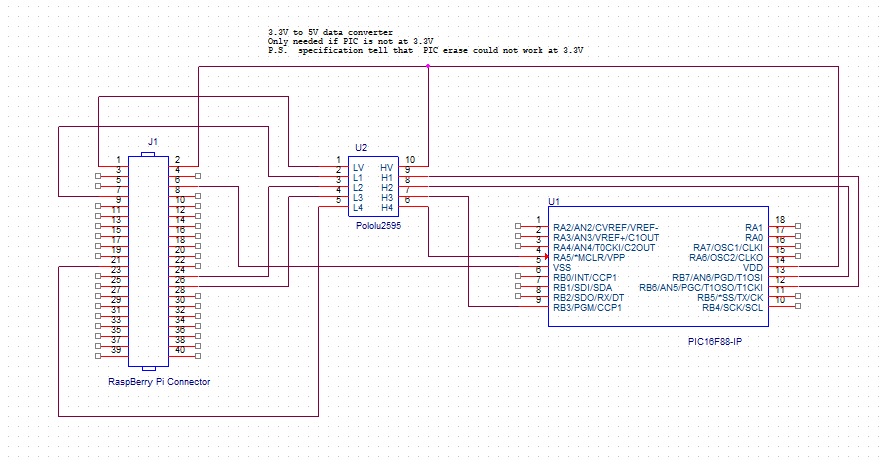 3.3V to 5V data converter
Only needed if PIC is not at 3.3V
P.S. specification tell that PIC erase could not work at 3.3V
J1
1 2
3 4
5 6
7 8
9 10
11 12
13 14
15 16
17 18
19 20
21 22
23 24
25 26
27 28
29 30
31 32
33 34
35 36
37 38
39 40
RaspBerry Pi Connector
U2
1 LV HV 10
2 L1 H1 9
3 L2 H2 8
4 L3 H3 7
5 L4 H4 6
Pololu2595
U1
1 RA2/AN2/CVREF/VREF- RA1 18
2 RA3/AN3/VREF+/C1OUT RA0 17
3 RA4/AN4/T0CKI/C2OUT RA7/OSC1/CLKI 16
4 RA5/*MCLR/VPP RA6/OSC2/CLKO 15
5 VSS VDD 14
6 RB0/INT/CCP1 RB7/AN6/PGD/T1OSI 13
7 RB1/SDI/SDA RB6/AN5/PGC/T1OSO/T1CKI 12
8 RB2/SDO/RX/DT RB5/*SS/TX/CK 11
9 RB3/PGM/CCP1 RB4/SCK/SCL 10
PIC16F88-IP